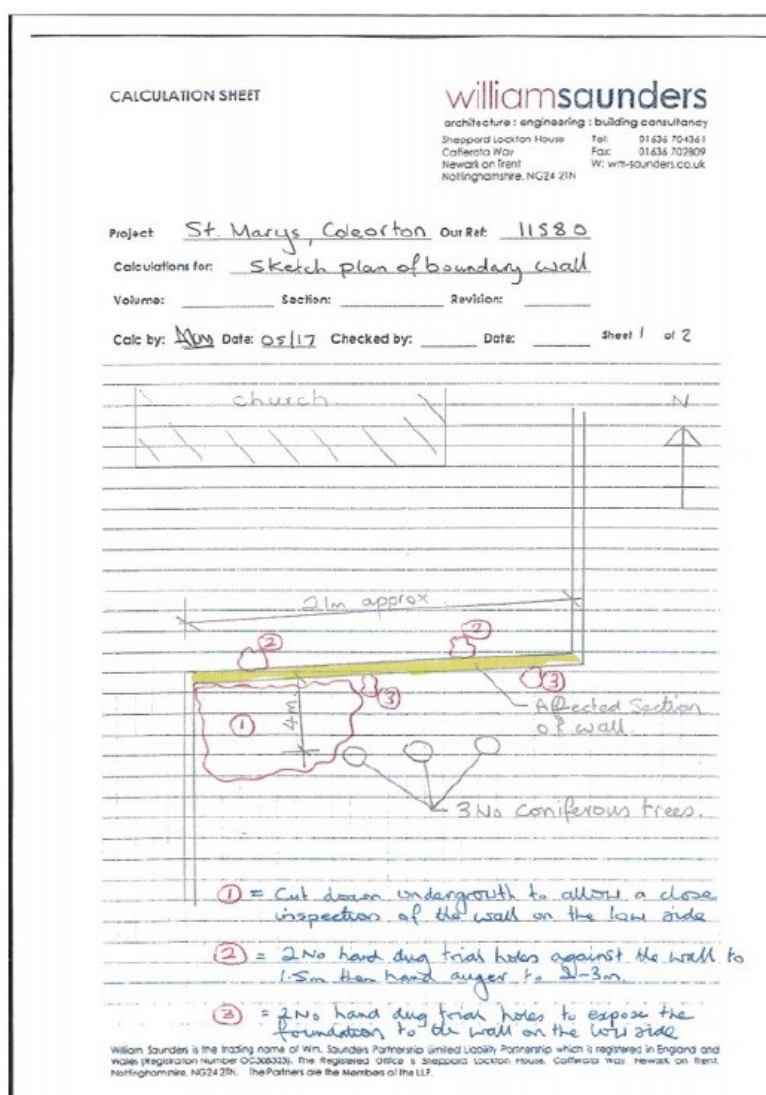 CALCULATION SHEET
williamsaunders
architecture : engineering : building consultancy
Sheppard Lockton House Tel: 01636 704361
Cafferata Way Fax: 01636 702809
Newark on Trent W: wm-saunders.co.uk
Nottinghamshire, NG24 2TN
Project: St. Marys, Coleorton Our Ref: 11580
Calculations for: Sketch plan of boundary wall
Volume: Section: Revision:
Calc by: Date: 05/17 Checked by: Date: Sheet 1 of 2
church
N
21m approx
2
2
3
3
1
4m
Affected Section
of wall
3 No coniferous trees.
1 = Cut down undergrouth to allow a close
inspection of the wall on the low side
2 = 2No hand dug trial holes against the wall to
1.5m then hand auger to 2-3m.
3 = 2No hand dug trial holes to expose the
foundation to the wall on the low side
William Saunders is the trading name of Wm. Saunders Partnership Limited Liability Partnership which is registered in England and
Wales (Registration Number OC308323). The Registered Office is Sheppard Lockton House, Cafferata Way, Newark on Trent,
Nottinghamshire, NG24 2TN. The Partners are the Members of the LLP.